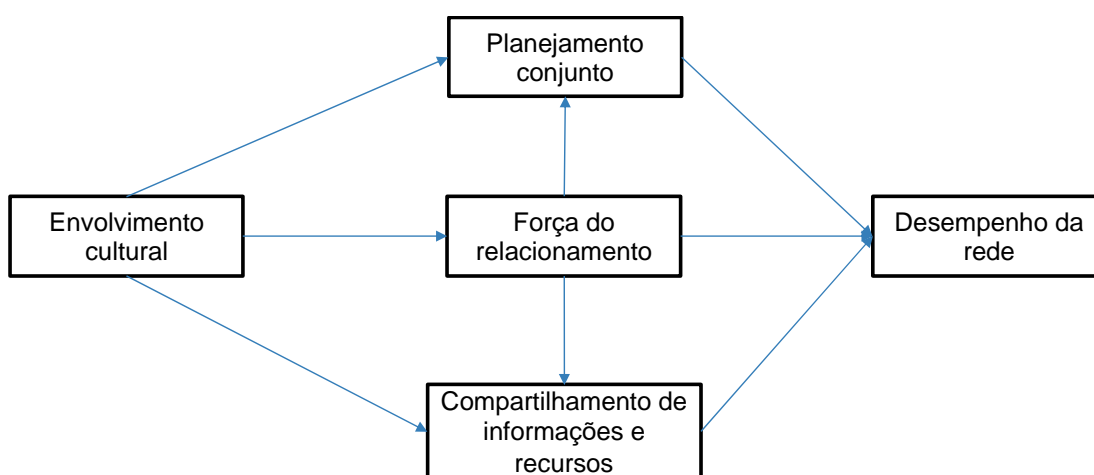 Planejamento
conjunto
Envolvimento
cultural
Força do
relacionamento
Desempenho da
rede
Compartilhamento de
informações e
recursos